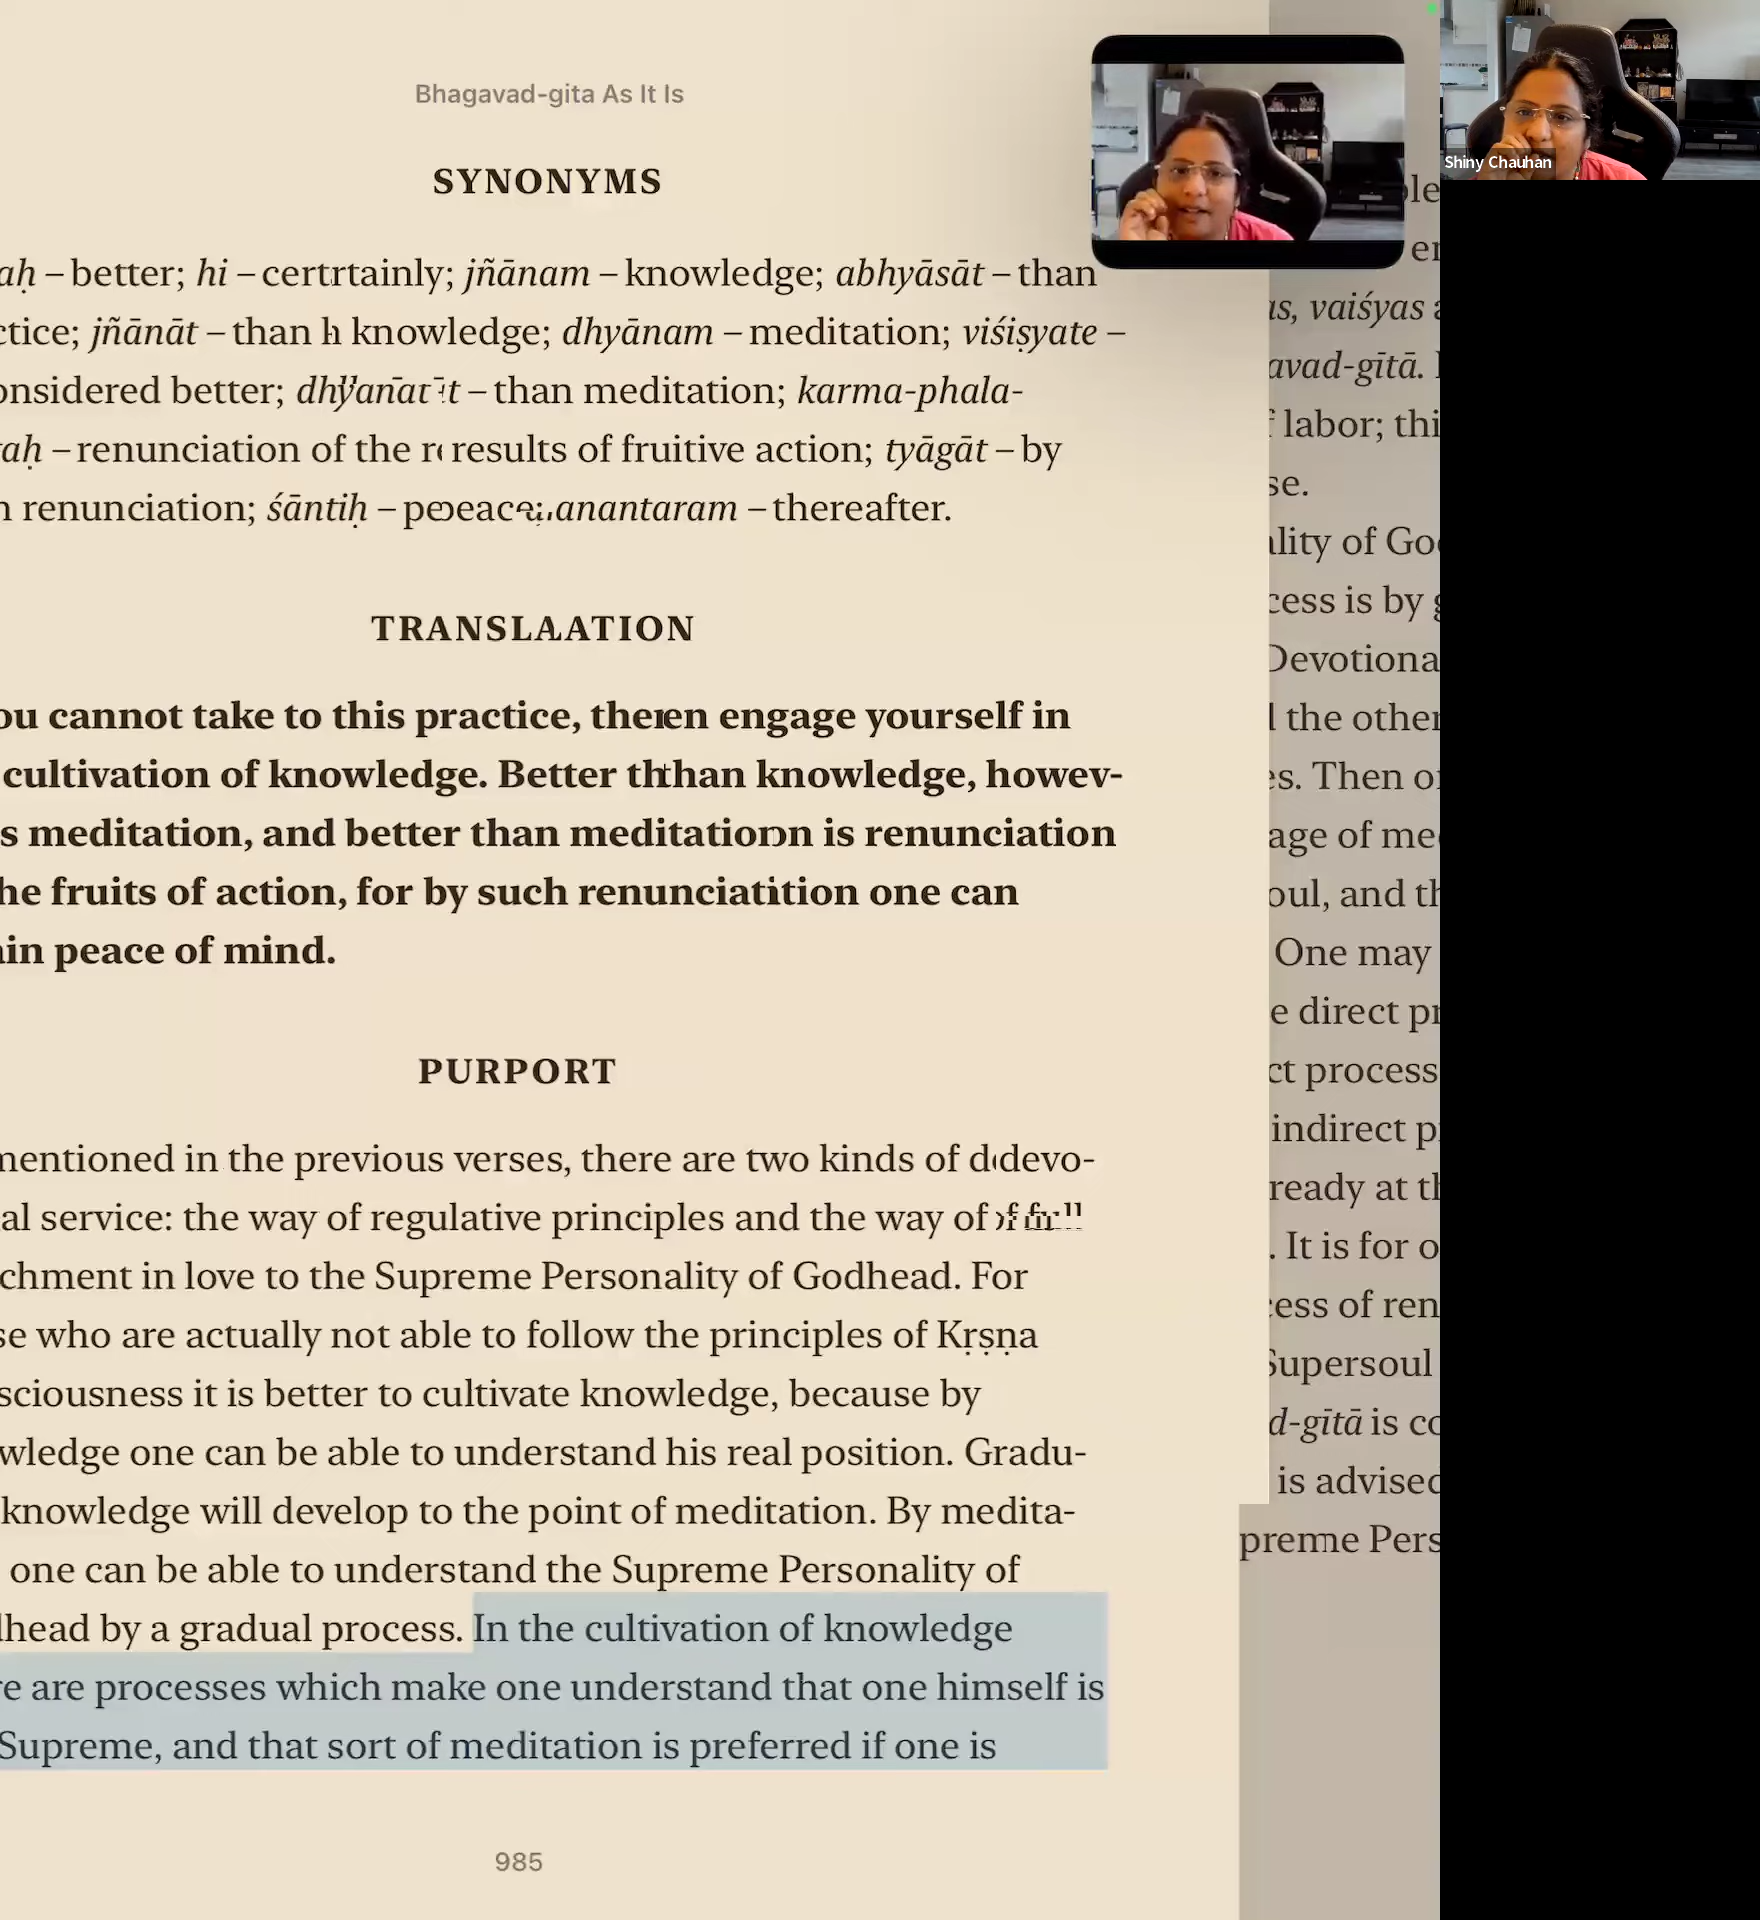 Bhagavad-gita As It Is
SYNONYMS
aḥ – better; hi – certrtainly; jñānam – knowledge; abhyāsāt – than
ctice; jñānāt – than h knowledge; dhyānam – meditation; viśiṣyate –
onsidered better; – than meditation; karma-phala-
aḥ – renunciation of the re results of fruitive action; tyāgāt – by
n renunciation; śāntiḥ – anantaram – thereafter.
TRANSLAATION
ou cannot take to this practice, theren engage yourself in
cultivation of knowledge. Better ththan knowledge, howev-
s meditation, and better than meditationon is renunciation
he fruits of action, for by such renunciatition one can
ain peace of mind.
PURPORT
mentioned in the previous verses, there are two kinds of dedevo-
al service: the way of regulative principles and the way of full
chment in love to the Supreme Personality of Godhead. For
se who are actually not able to follow the principles of Kṛṣṇa
sciousness it is better to cultivate knowledge, because by
wledge one can be able to understand his real position. Gradu-
knowledge will develop to the point of meditation. By medita-
one can be able to understand the Supreme Personality of
dhead by a gradual process. In the cultivation of knowledge
re are processes which make one understand that one himself is
Supreme, and that sort of meditation is preferred if one is
985
Shiny Chauhan
ple
en
as, vaiśyas a
avad-gītā.
f labor; thi
se.
ality of Go
cess is by g
Devotiona
l the other
es. Then o
age of me
oul, and th
One may
e direct pr
ct process
indirect p
ready at th
. It is for o
cess of ren
Supersoul
d-gītā is co
is advised
preme Pers